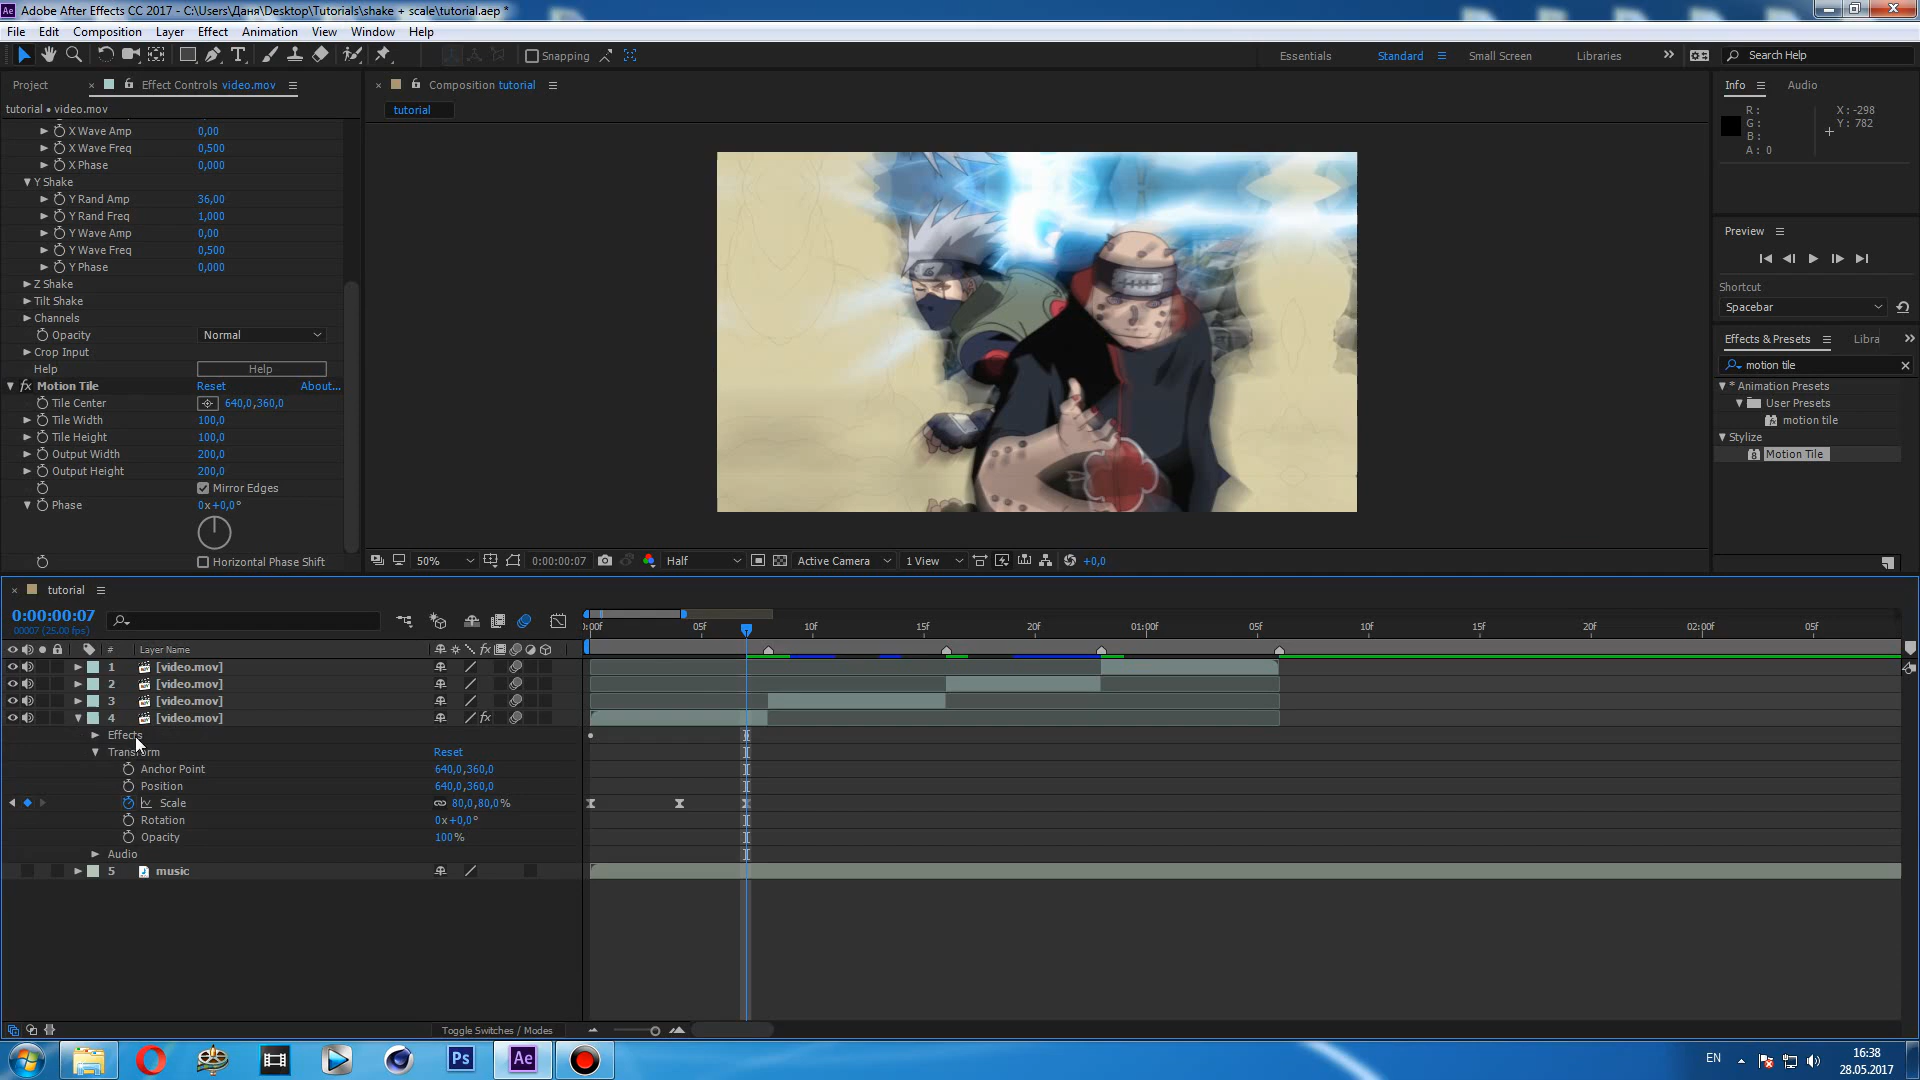 Adobe After Effects CC 2017 - C:\Users\Даня\Desktop\Tutorials\shake + scale\tutorial.aep *
File Edit Composition Layer Effect Animation View Window Help
Snapping
Essentials Standard Small Screen Libraries
Search Help
Project
Effect Controls video.mov
tutorial • video.mov
X Wave Amp 0,00
X Wave Freq 0,500
X Phase 0,000
Y Shake
Y Rand Amp 36,00
Y Rand Freq 1,000
Y Wave Amp 0,00
Y Wave Freq 0,500
Y Phase 0,000
Z Shake
Tilt Shake
Channels
Opacity Normal
Crop Input
Help Help
fx Motion Tile Reset About...
Tile Center 640,0,360,0
Tile Width 100,0
Tile Height 100,0
Output Width 200,0
Output Height 200,0
Mirror Edges
Phase 0x+0,0°
Horizontal Phase Shift
Composition tutorial
tutorial
50% 0:00:00:07 Half Active Camera 1 View +0,0
Info Audio
R :
G :
B :
A : 0
X : -298
Y : 782
Preview
Shortcut
Spacebar
Effects & Presets Libra
motion tile
* Animation Presets
User Presets
motion tile
Stylize
Motion Tile
tutorial
0:00:00:07
00007 (25.00 fps)
:00f 05f 10f 15f 20f 01:00f 05f 10f 15f 20f 02:00f 05f
# Layer Name
1 [video.mov]
2 [video.mov]
3 [video.mov]
4 [video.mov] fx
Effects
Transform Reset
Anchor Point 640,0,360,0
Position 640,0,360,0
Scale 80,0,80,0%
Rotation 0x+0,0°
Opacity 100%
Audio
5 music
Toggle Switches / Modes
Ps
Ae
EN
16:38
28.05.2017